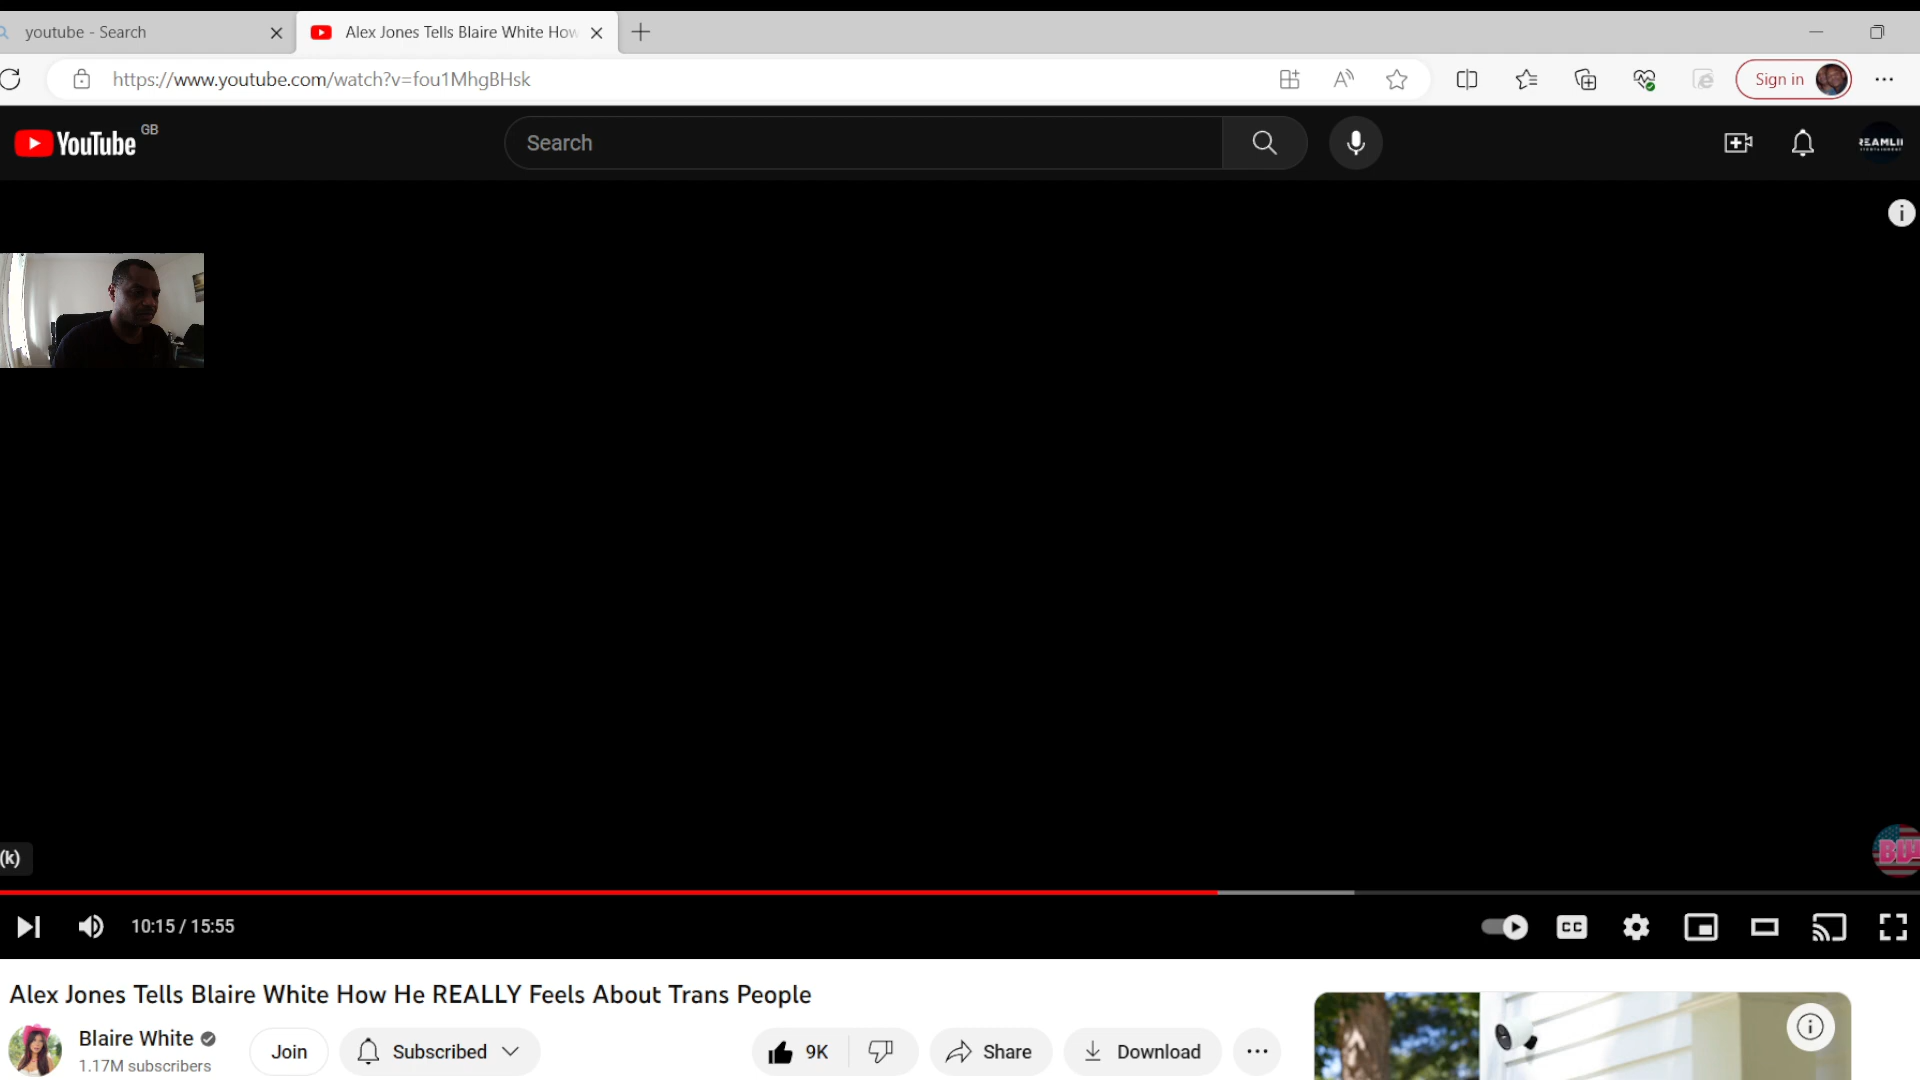 youtube - Search
Alex Jones Tells Blaire White How
https://www.youtube.com/watch?v=fou1MhgBHsk
Sign in
YouTube GB
Search
REAMLI
(k)
10:15 / 15:55
CC
Alex Jones Tells Blaire White How He REALLY Feels About Trans People
Blaire White
1.17M subscribers
Join
Subscribed
9K
Share
Download